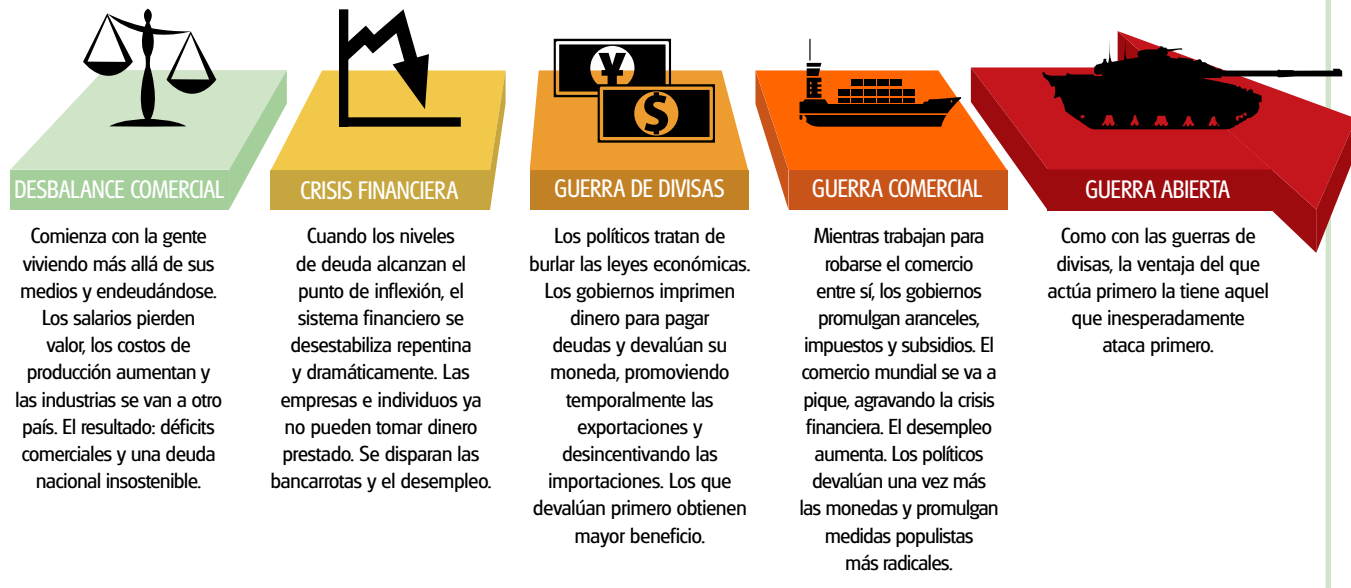 ¥
$
DESBALANCE COMERCIAL
Comienza con la gente
viviendo más allá de sus
medios y endeudándose.
Los salarios pierden
valor, los costos de
producción aumentan y
las industrias se van a otro
país. El resultado: déficits
comerciales y una deuda
nacional insostenible.
CRISIS FINANCIERA
Cuando los niveles
de deuda alcanzan el
punto de inflexión, el
sistema financiero se
desestabiliza repentina
y dramáticamente. Las
empresas e individuos ya
no pueden tomar dinero
prestado. Se disparan las
bancarrotas y el desempleo.
GUERRA DE DIVISAS
Los políticos tratan de
burlar las leyes económicas.
Los gobiernos imprimen
dinero para pagar
deudas y devalúan su
moneda, promoviendo
temporalmente las
exportaciones y
desincentivando las
importaciones. Los que
devalúan primero obtienen
mayor beneficio.
GUERRA COMERCIAL
Mientras trabajan para
robarse el comercio
entre sí, los gobiernos
promulgan aranceles,
impuestos y subsidios. El
comercio mundial se va a
pique, agravando la crisis
financiera. El desempleo
aumenta. Los políticos
devalúan una vez más
las monedas y promulgan
medidas populistas
más radicales.
GUERRA ABIERTA
Como con las guerras de
divisas, la ventaja del que
actúa primero la tiene aquel
que inesperadamente
ataca primero.